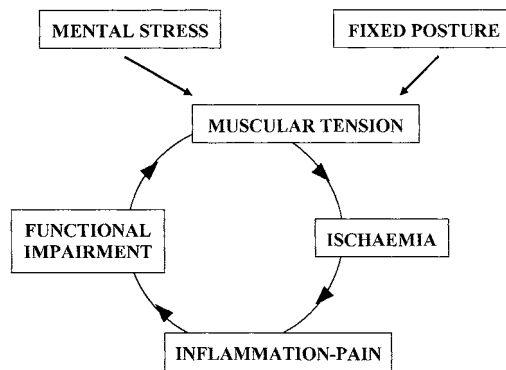 MENTAL STRESS
FIXED POSTURE
MUSCULAR TENSION
FUNCTIONAL
IMPAIRMENT
ISCHAEMIA
INFLAMMATION-PAIN